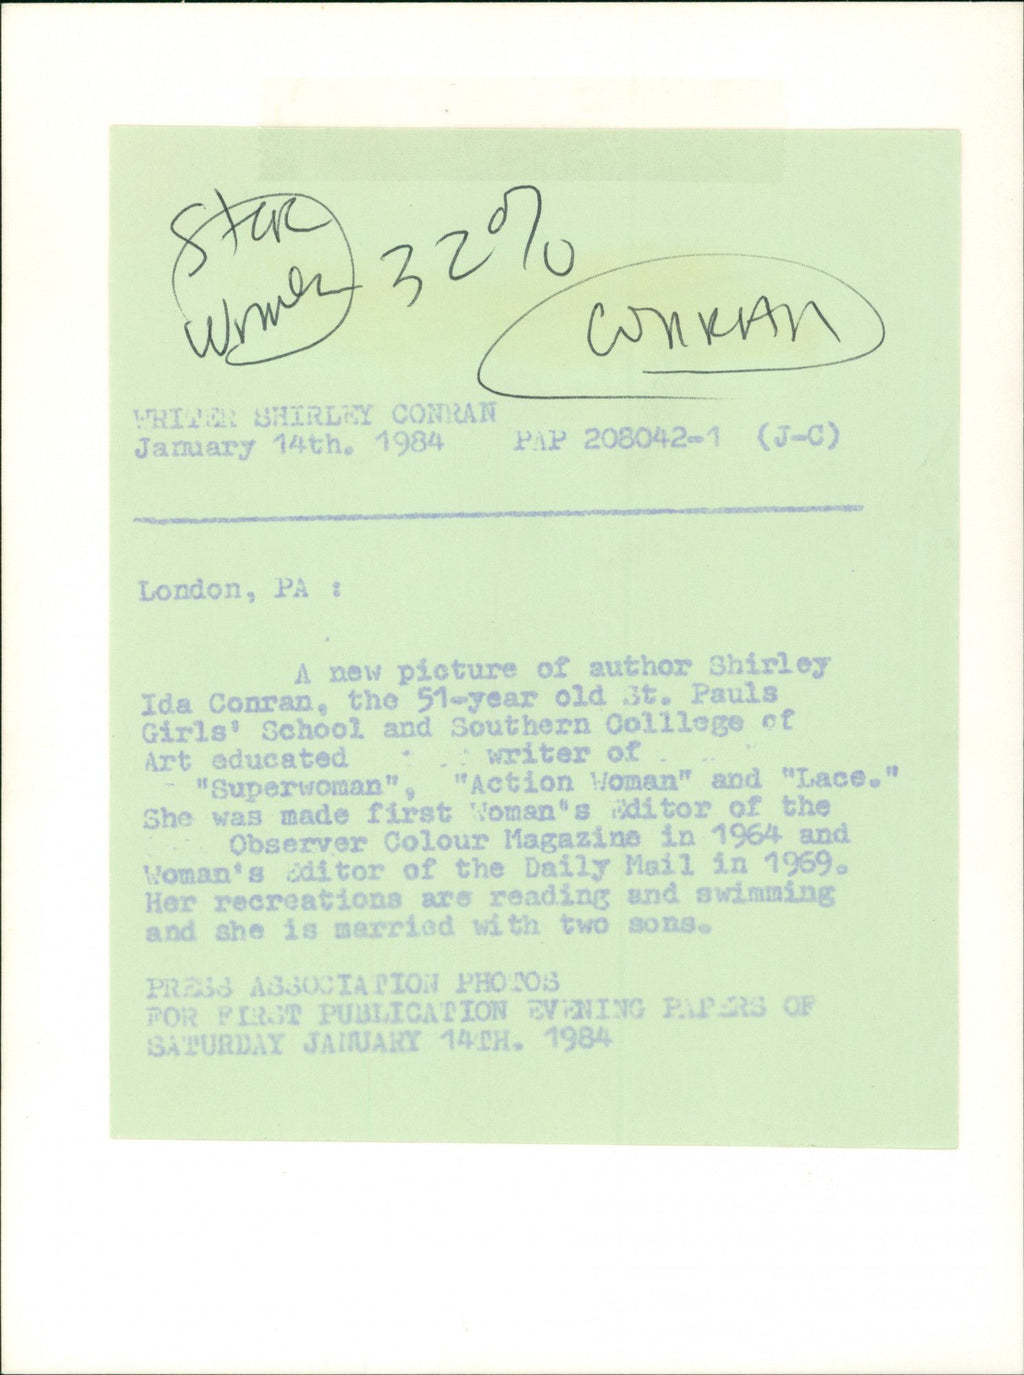 Star
Women
32%
CONRAN
WRITER SHIRLEY CONRAN
January 14th. 1984 PAP 208042-1 (J-C)
London, PA :
A new picture of author Shirley
Ida Conran, the 51-year old St. Pauls
Girls' School and Southern Colllege of
Art educated writer of
"Superwoman", "Action Woman" and "Lace."
She was made first Woman's Editor of the
Observer Colour Magazine in 1964 and
Woman's Editor of the Daily Mail in 1969.
Her recreations are reading and swimming
and she is married with two sons.
PRESS ASSOCIATION PHOTOS
FOR FIRST PUBLICATION EVENING PAPERS OF
SATURDAY JANUARY 14TH. 1984